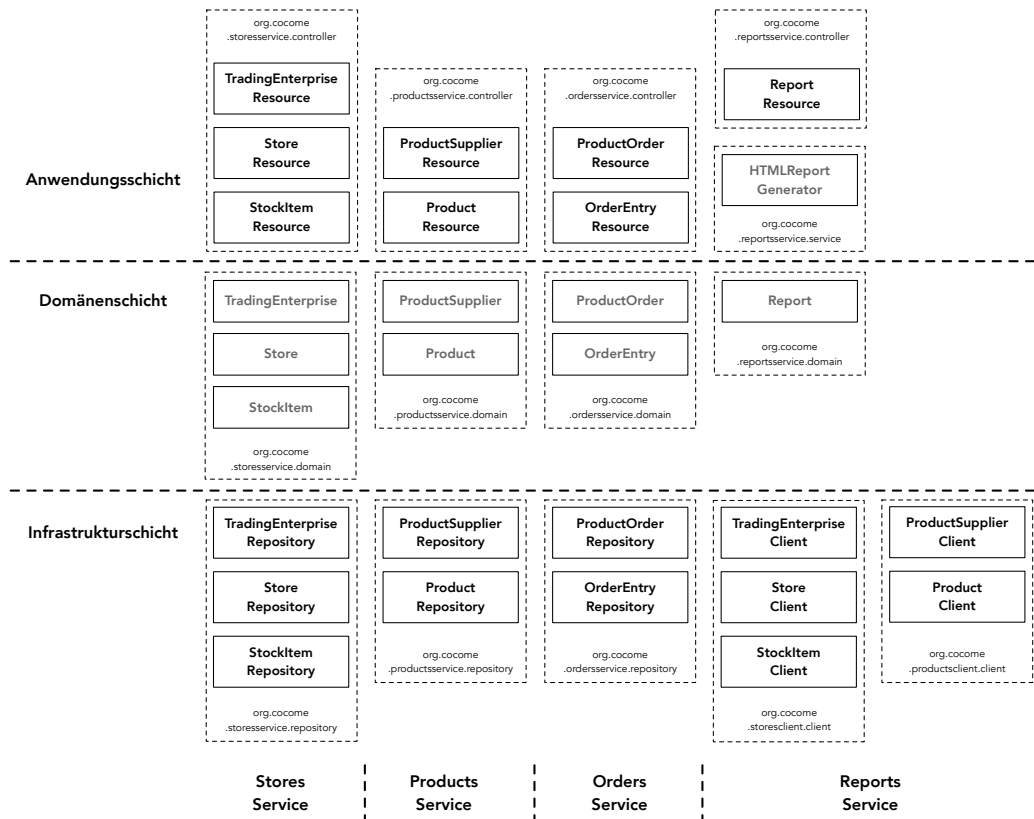 org.cocome
.storesservice.controller
TradingEnterprise
Resource
Store
Resource
StockItem
Resource
org.cocome
.productsservice.controller
ProductSupplier
Resource
Product
Resource
org.cocome
.ordersservice.controller
ProductOrder
Resource
OrderEntry
Resource
org.cocome
.reportsservice.controller
Report
Resource
HTMLReport
Generator
org.cocome
.reportsservice.service
Anwendungsschicht
Domänenschicht
TradingEnterprise
Store
StockItem
org.cocome
.storesservice.domain
ProductSupplier
Product
org.cocome
.productsservice.domain
ProductOrder
OrderEntry
org.cocome
.ordersservice.domain
Report
org.cocome
.reportsservice.domain
Infrastrukturschicht
TradingEnterprise
Repository
Store
Repository
StockItem
Repository
org.cocome
.storesservice.repository
ProductSupplier
Repository
Product
Repository
org.cocome
.productsservice.repository
ProductOrder
Repository
OrderEntry
Repository
org.cocome
.ordersservice.repository
TradingEnterprise
Client
Store
Client
StockItem
Client
org.cocome
.storesclient.client
ProductSupplier
Client
Product
Client
org.cocome
.productsclient.client
Stores
Service
Products
Service
Orders
Service
Reports
Service